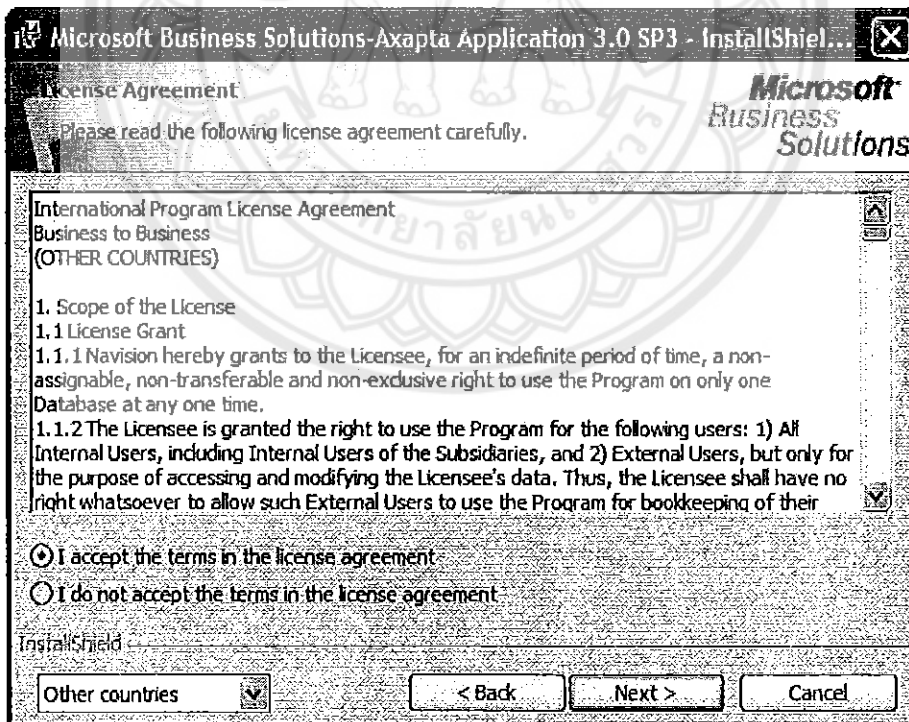 Microsoft Business Solutions-Axapta Application 3.0 SP3 - InstallShiel...
License Agreement
Please read the following license agreement carefully.
Microsoft
Business
Solutions
International Program License Agreement
Business to Business
(OTHER COUNTRIES)
1. Scope of the License
1.1 License Grant
1.1.1 Navision hereby grants to the Licensee, for an indefinite period of time, a non-
assignable, non-transferable and non-exclusive right to use the Program on only one
Database at any one time.
1.1.2 The Licensee is granted the right to use the Program for the following users: 1) All
Internal Users, including Internal Users of the Subsidiaries, and 2) External Users, but only for
the purpose of accessing and modifying the Licensee's data. Thus, the Licensee shall have no
right whatsoever to allow such External Users to use the Program for bookkeeping of their
I accept the terms in the license agreement
I do not accept the terms in the license agreement
InstallShield
Other countries
< Back
Next >
Cancel